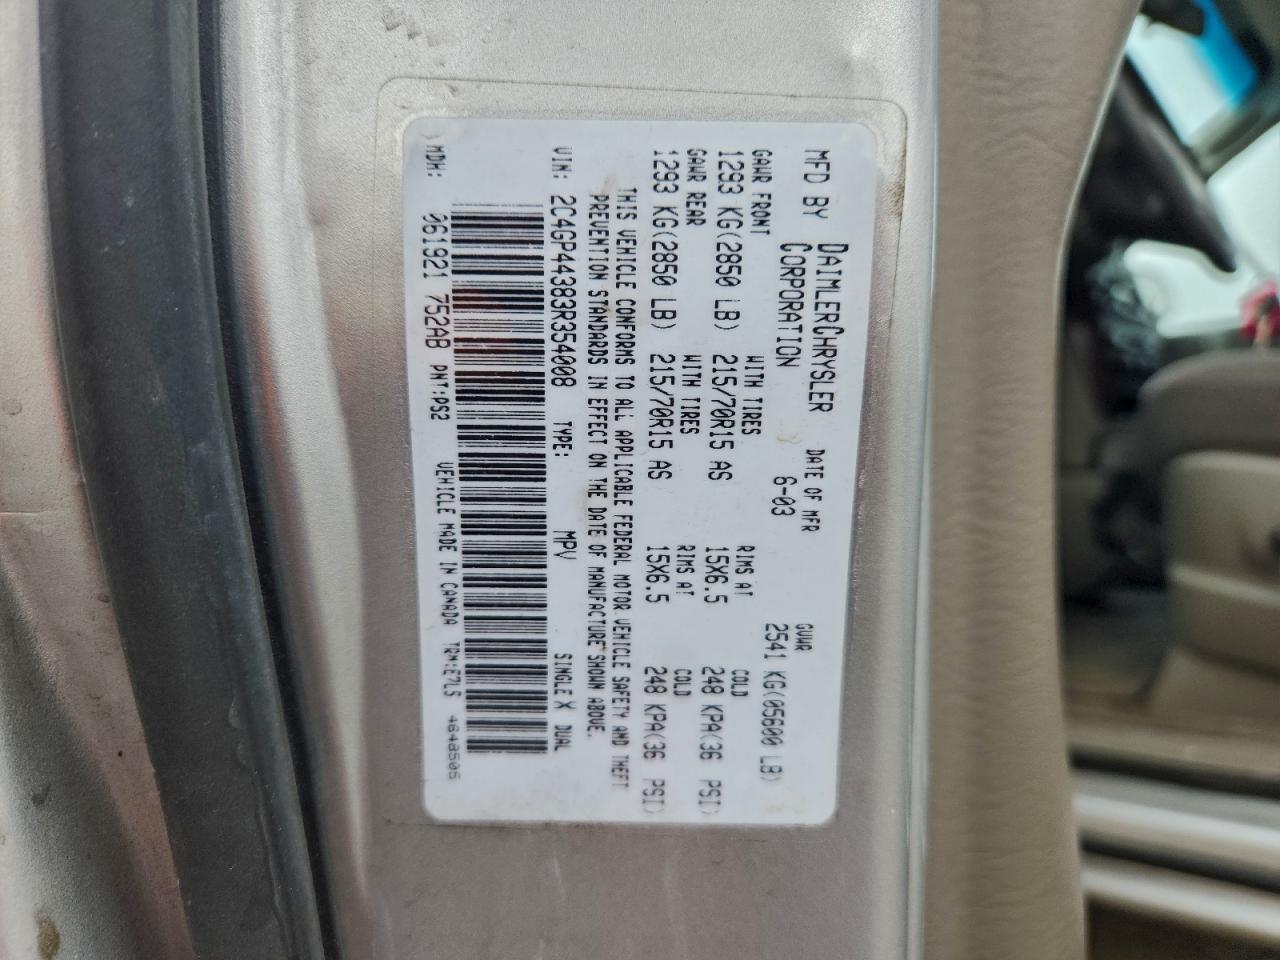 MFD BY DAIMLERCHRYSLER CORPORATION DATE OF MFR 6-03 GVWR 2541 KG(05600 LB)
GAWR FRONT WITH TIRES RIMS AT COLD
1293 KG(2850 LB) 215/70R15 AS 15X6.5 248 KPA(36 PSI)
GAWR REAR WITH TIRES RIMS AT COLD
1293 KG(2850 LB) 215/70R15 AS 15X6.5 248 KPA(36 PSI)
THIS VEHICLE CONFORMS TO ALL APPLICABLE FEDERAL MOTOR VEHICLE SAFETY AND THEFT
PREVENTION STANDARDS IN EFFECT ON THE DATE OF MANUFACTURE SHOWN ABOVE.
VIN: 2C4GP44383R354008 TYPE: MPV SINGLE X DUAL
MDH: 061921 752AB PNT:PS2 VEHICLE MADE IN CANADA TRM:E7LS 4648505